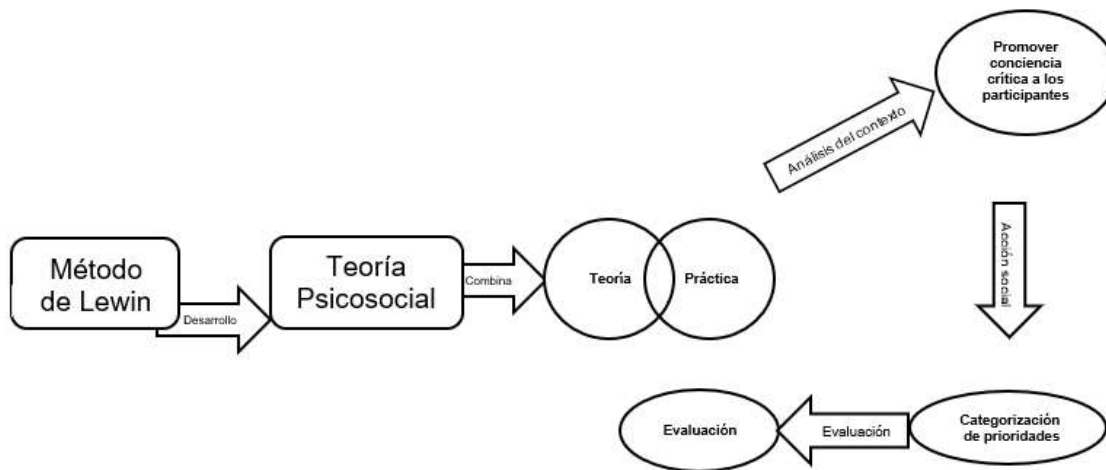 Método
de Lewin
Desarrollo
Teoría
Psicosocial
Combina
Teoría
Práctica
Análisis del contexto
Promover
conciencia
crítica a los
participantes
Acción social
Categorización
de prioridades
Evaluación
Evaluación